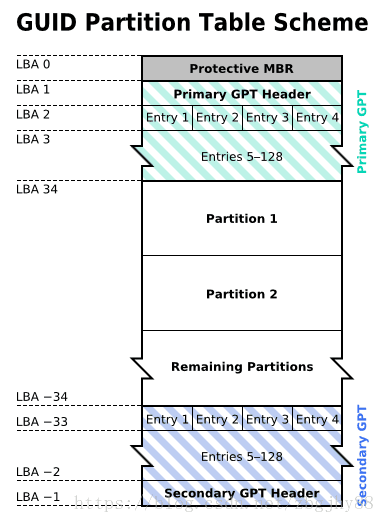 GUID Partition Table Scheme
LBA 0
Protective MBR
LBA 1
Primary GPT Header
LBA 2
Entry 1 Entry 2 Entry 3 Entry 4
LBA 3
Entries 5–128
Primary GPT
LBA 34
Partition 1
Partition 2
Remaining Partitions
LBA −34
Entry 1 Entry 2 Entry 3 Entry 4
LBA −33
Entries 5–128
LBA −2
Secondary GPT Header
LBA −1
Secondary GPT